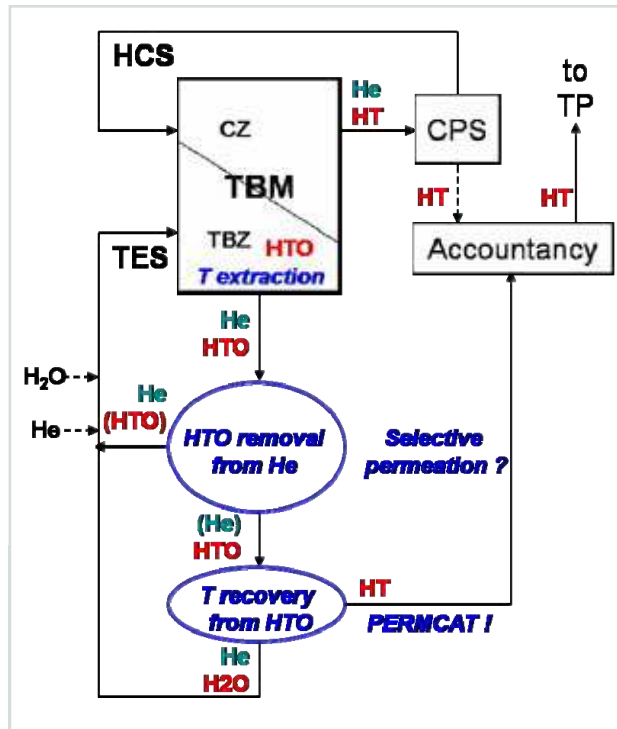 HCS
to
TP
He
HT
CZ
CPS
TBM
HT
HT
TBZ
HTO
Accountancy
TES
T extraction
He
HTO
H₂O
He
(HTO)
He
HTO removal
from He
Selective
permeation ?
(He)
HTO
T recovery
from HTO
HT
PERMCAT !
He
H2O